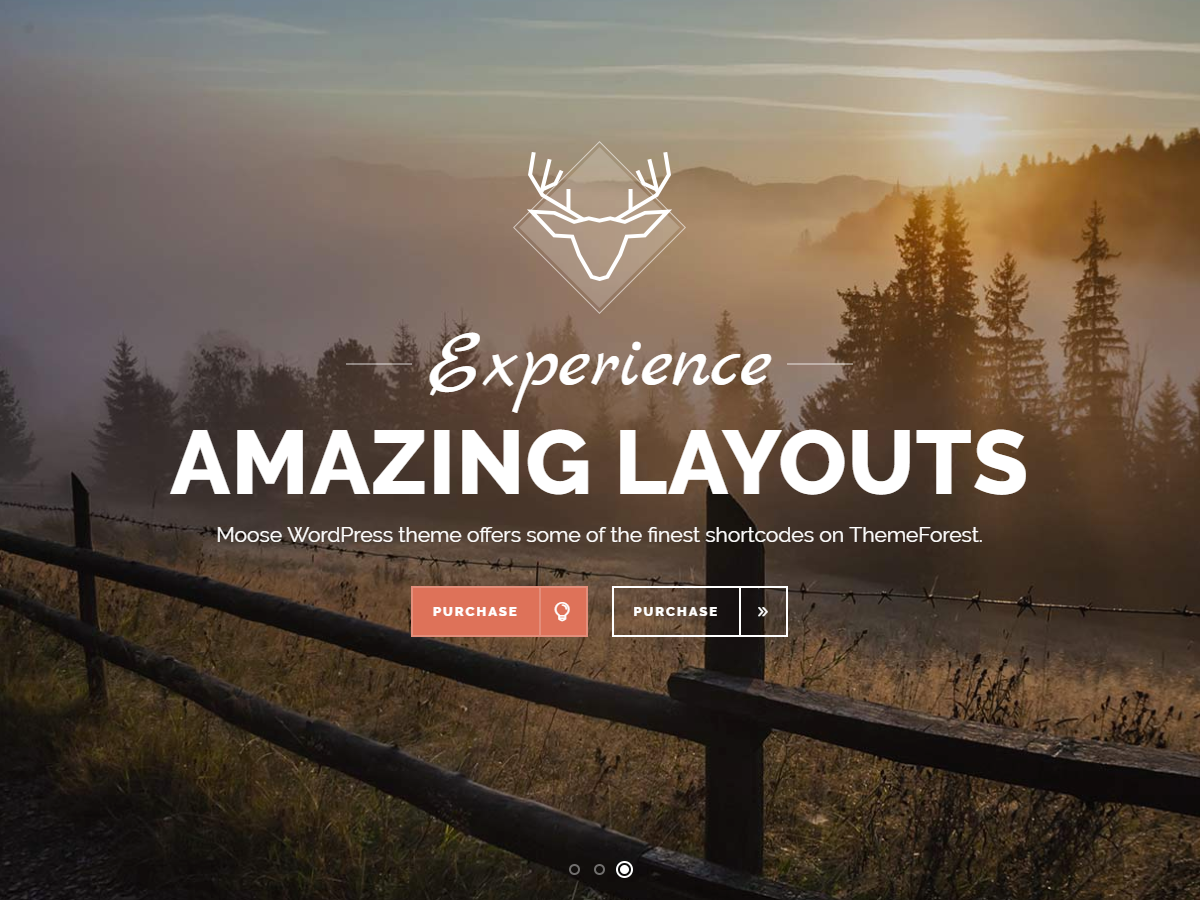 Experience
AMAZING LAYOUTS
Moose WordPress theme offers some of the finest shortcodes on ThemeForest.
PURCHASE PURCHASE »